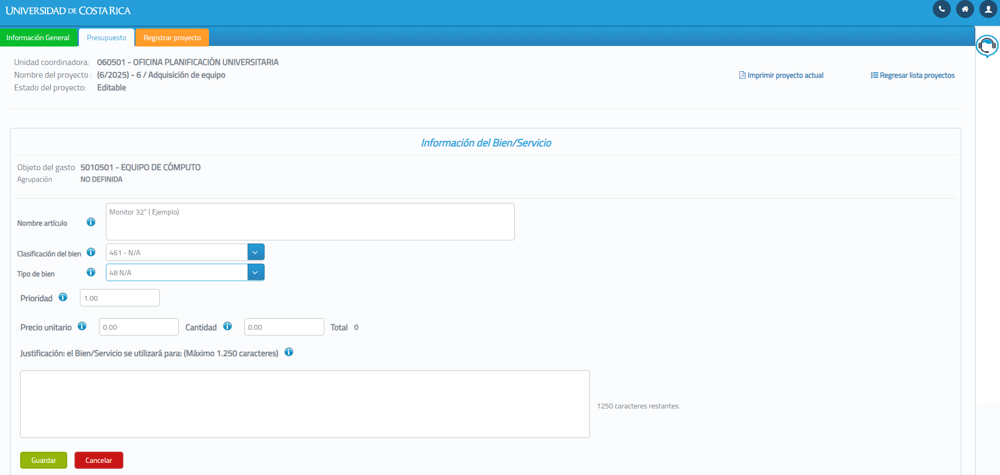 UNIVERSIDAD DE COSTA RICA
Información General
Presupuesto
Registrar proyecto
Unidad coordinadora: 060501 - OFICINA PLANIFICACIÓN UNIVERSITARIA
Nombre del proyecto : (6/2025) - 6 / Adquisición de equipo
Estado del proyecto: Editable
Imprimir proyecto actual
Regresar lista proyectos
Información del Bien/Servicio
Objeto del gasto 5010501 - EQUIPO DE CÓMPUTO
Agrupación NO DEFINIDA
Nombre artículo Monitor 32" ( Ejemplo)
Clasificación del bien 461 - N/A
Tipo de bien 48 N/A
Prioridad 1.00
Precio unitario 0.00 Cantidad 0.00 Total 0
Justificación: el Bien/Servicio se utilizará para: (Máximo 1.250 caracteres)
1250 caracteres restantes.
Guardar
Cancelar